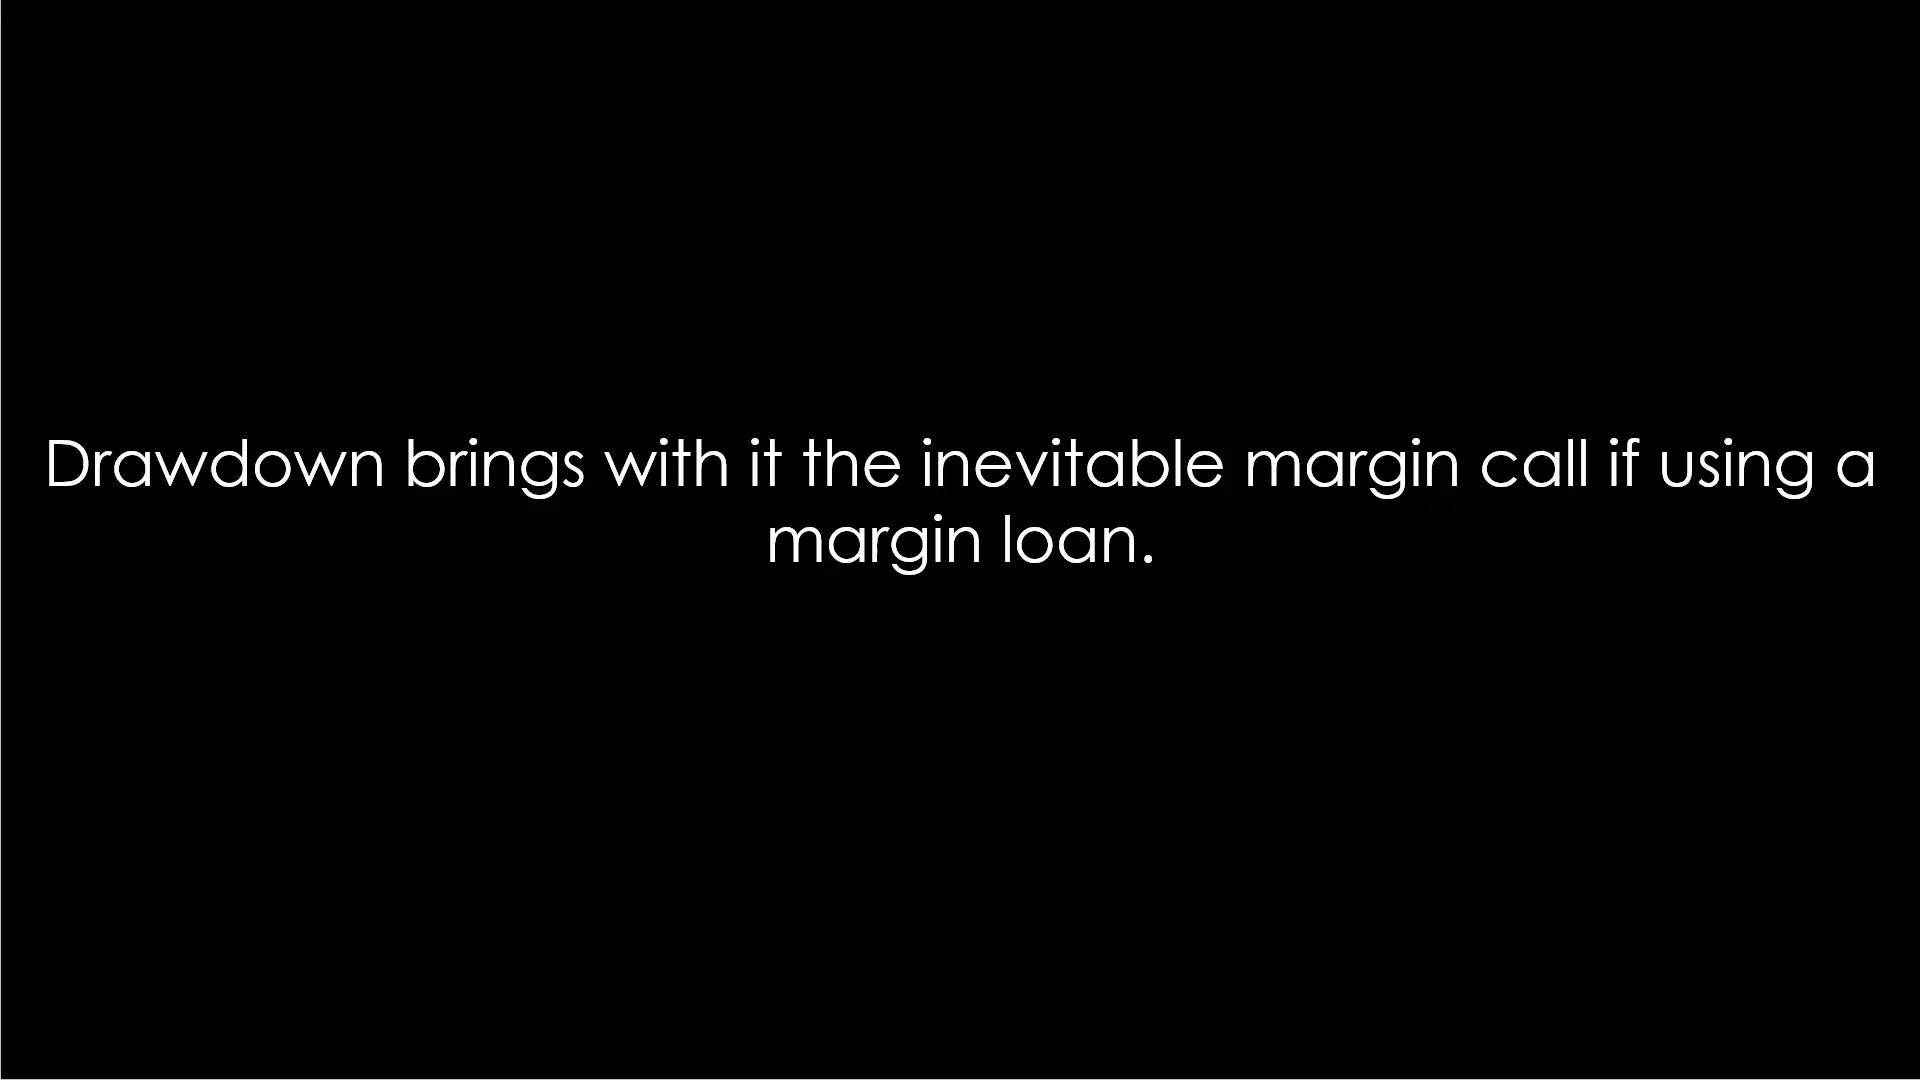 Drawdown brings with it the inevitable margin call if using a
margin loan.